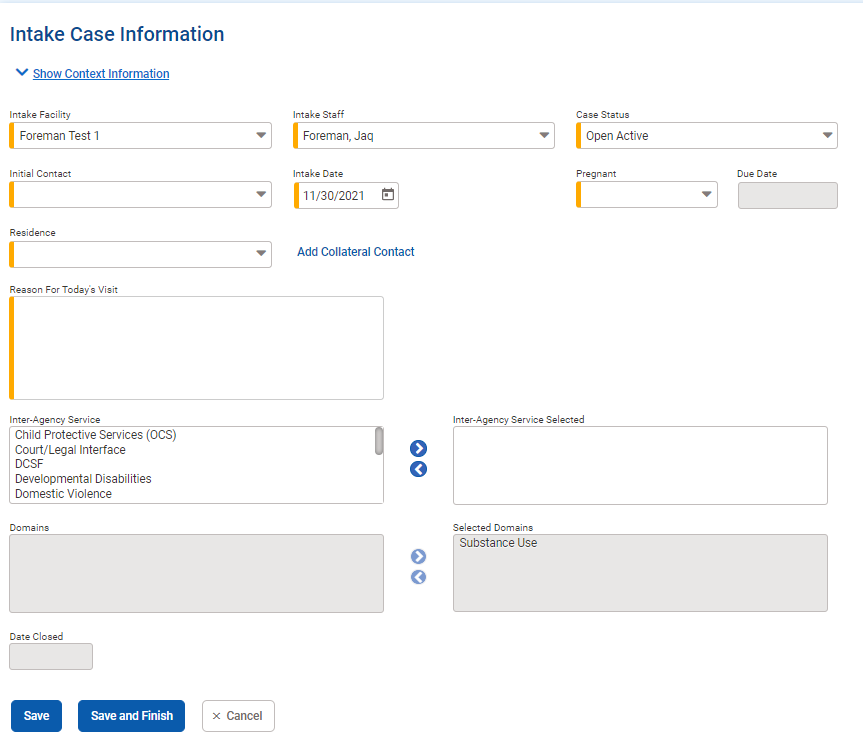 Intake Case Information
Show Context Information
Intake Facility
Intake Staff
Case Status
Foreman Test 1
Foreman, Jaq
Open Active
Initial Contact
Intake Date
Pregnant
Due Date
11/30/2021
Residence
Add Collateral Contact
Reason For Today's Visit
Inter-Agency Service
Inter-Agency Service Selected
Child Protective Services (OCS)
Court/Legal Interface
DCSF
Developmental Disabilities
Domestic Violence
Domains
Selected Domains
Substance Use
Date Closed
Save
Save and Finish
× Cancel